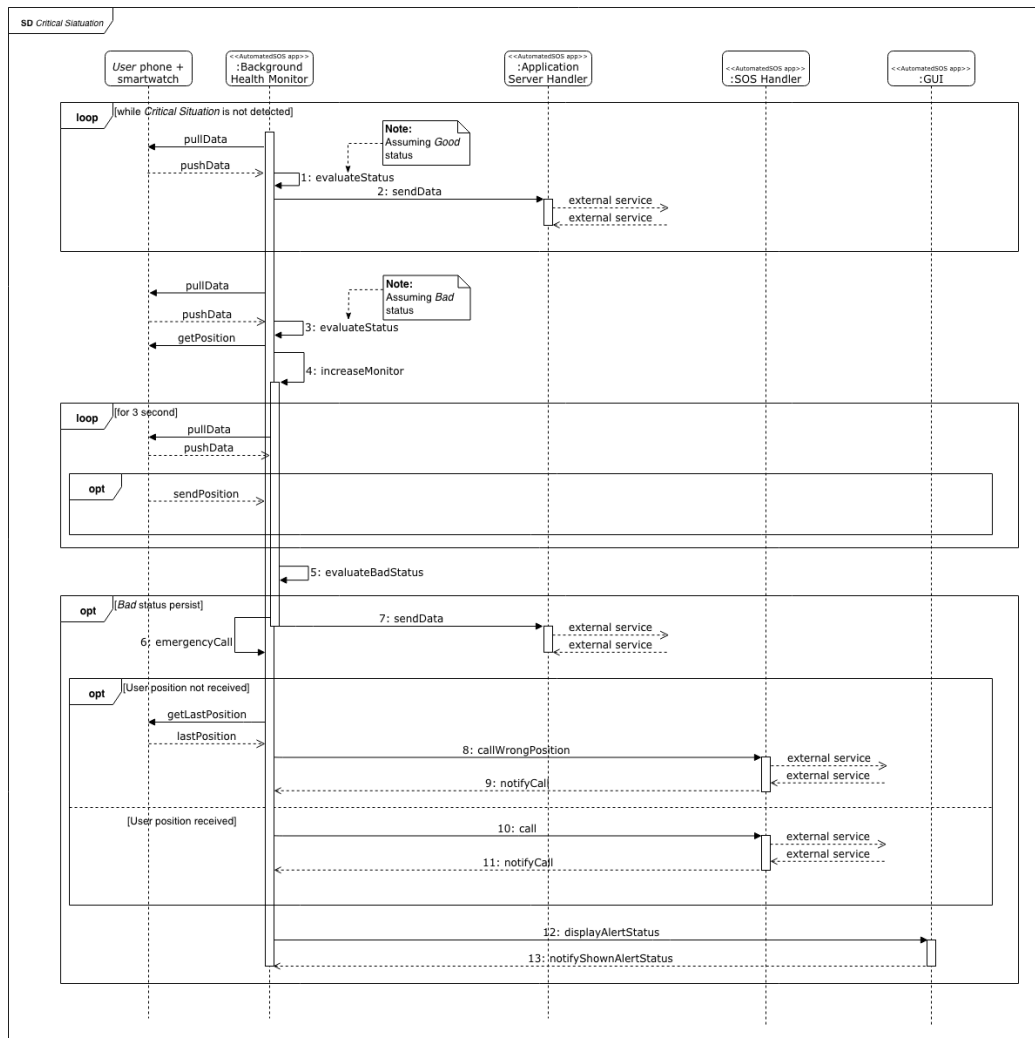 SD Critical Siatuation
User phone +
smartwatch
<<AutomatedSOS app>>
:Background
Health Monitor
<<AutomatedSOS app>>
:Application
Server Handler
<<AutomatedSOS app>>
:SOS Handler
<<AutomatedSOS app>>
:GUI
loop
[while Critical Situation is not detected]
Note:
Assuming Good
status
pullData
pushData
1: evaluateStatus
2: sendData
external service
external service
Note:
Assuming Bad
status
pullData
pushData
3: evaluateStatus
getPosition
4: increaseMonitor
loop
[for 3 second]
pullData
pushData
opt
sendPosition
5: evaluateBadStatus
opt
[Bad status persist]
7: sendData
6: emergencyCall
external service
external service
opt
[User position not received]
getLastPosition
lastPosition
8: callWrongPosition
external service
external service
9: notifyCall
[User position received]
10: call
external service
external service
11: notifyCall
12: displayAlertStatus
13: notifyShownAlertStatus